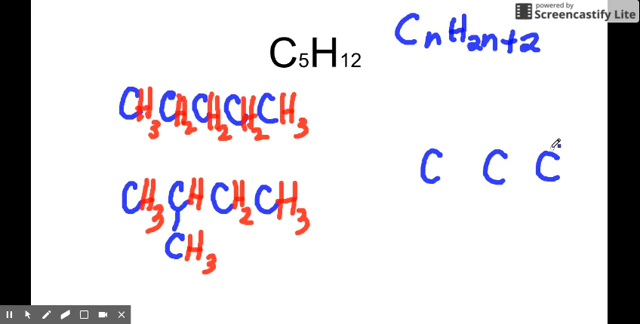 powered by
Screencastify Lite
CnH2n+2
C5H12
CH3CH2CH2CH2CH3
C C C
CH3CHCH2CH3
CH3